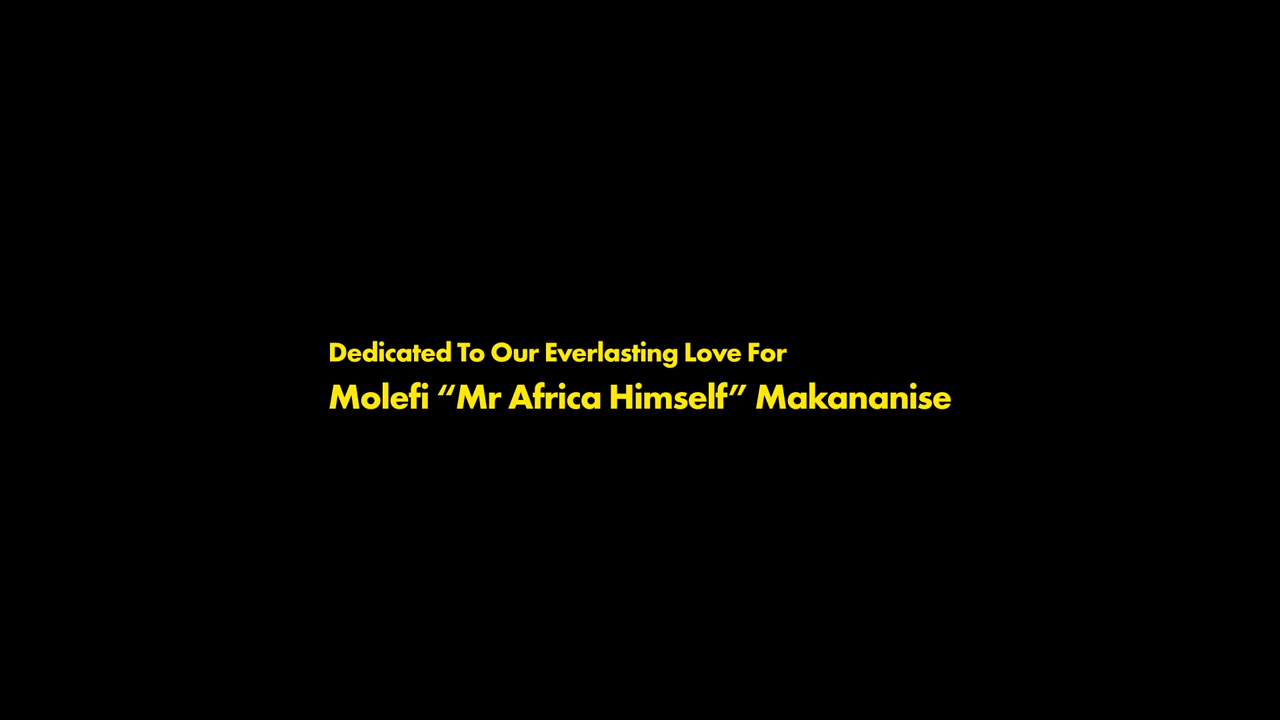 Dedicated To Our Everlasting Love For
Molefi “Mr Africa Himself” Makananise